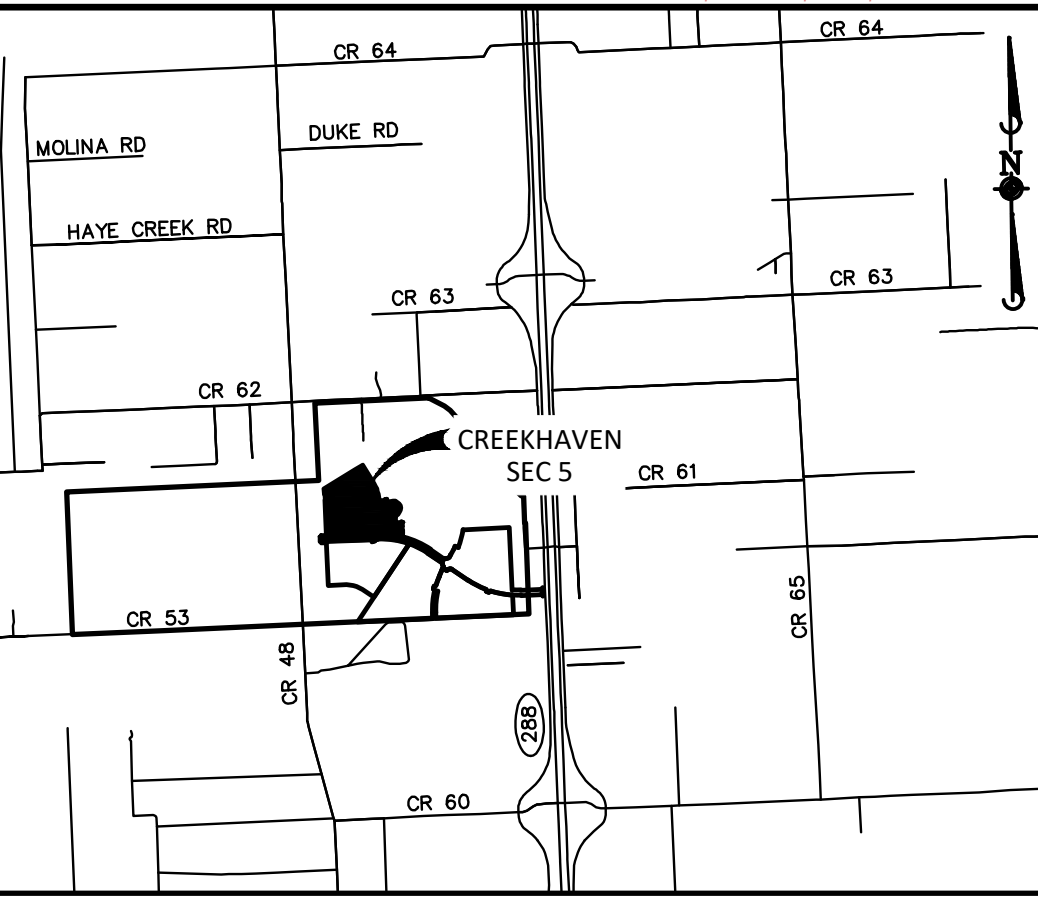 CR 64
CR 64
DUKE RD
MOLINA RD
N
HAYE CREEK RD
CR 63
CR 63
CR 62
CREEKHAVEN
SEC 5
CR 61
CR 65
CR 53
CR 48
288
CR 60